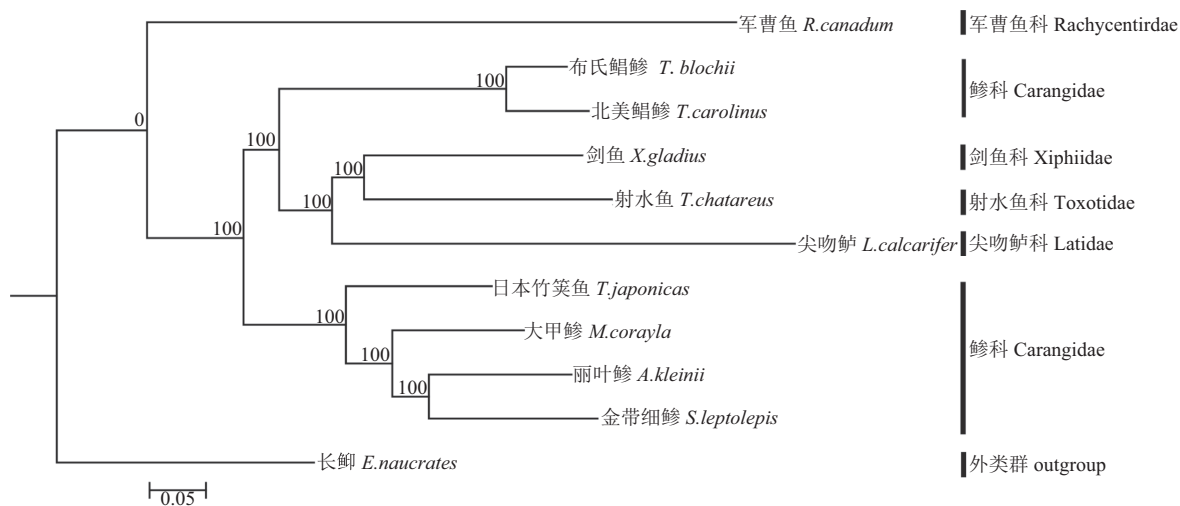 军曹鱼 R.canadum
军曹鱼科 Rachycentirdae
布氏鲳鲹 T. blochii
100
鲹科 Carangidae
北美鲳鲹 T.carolinus
0
100
剑鱼 X.gladius
剑鱼科 Xiphiidae
100
射水鱼 T.chatareus
射水鱼科 Toxotidae
100
100
尖吻鲈 L.calcarifer
尖吻鲈科 Latidae
日本竹筴鱼 T.japonicas
100
大甲鲹 M.corayla
鲹科 Carangidae
100
丽叶鲹 A.kleinii
100
金带细鲹 S.leptolepis
长鮣 E.naucrates
外类群 outgroup
0.05